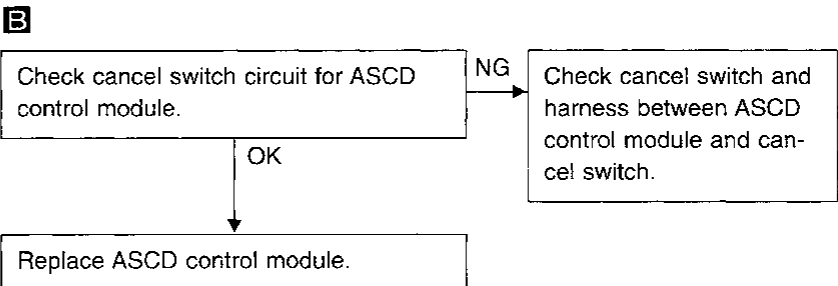 B
Check cancel switch circuit for ASCD
control module.
NG
Check cancel switch and
harness between ASCD
control module and can-
cel switch.
OK
Replace ASCD control module.